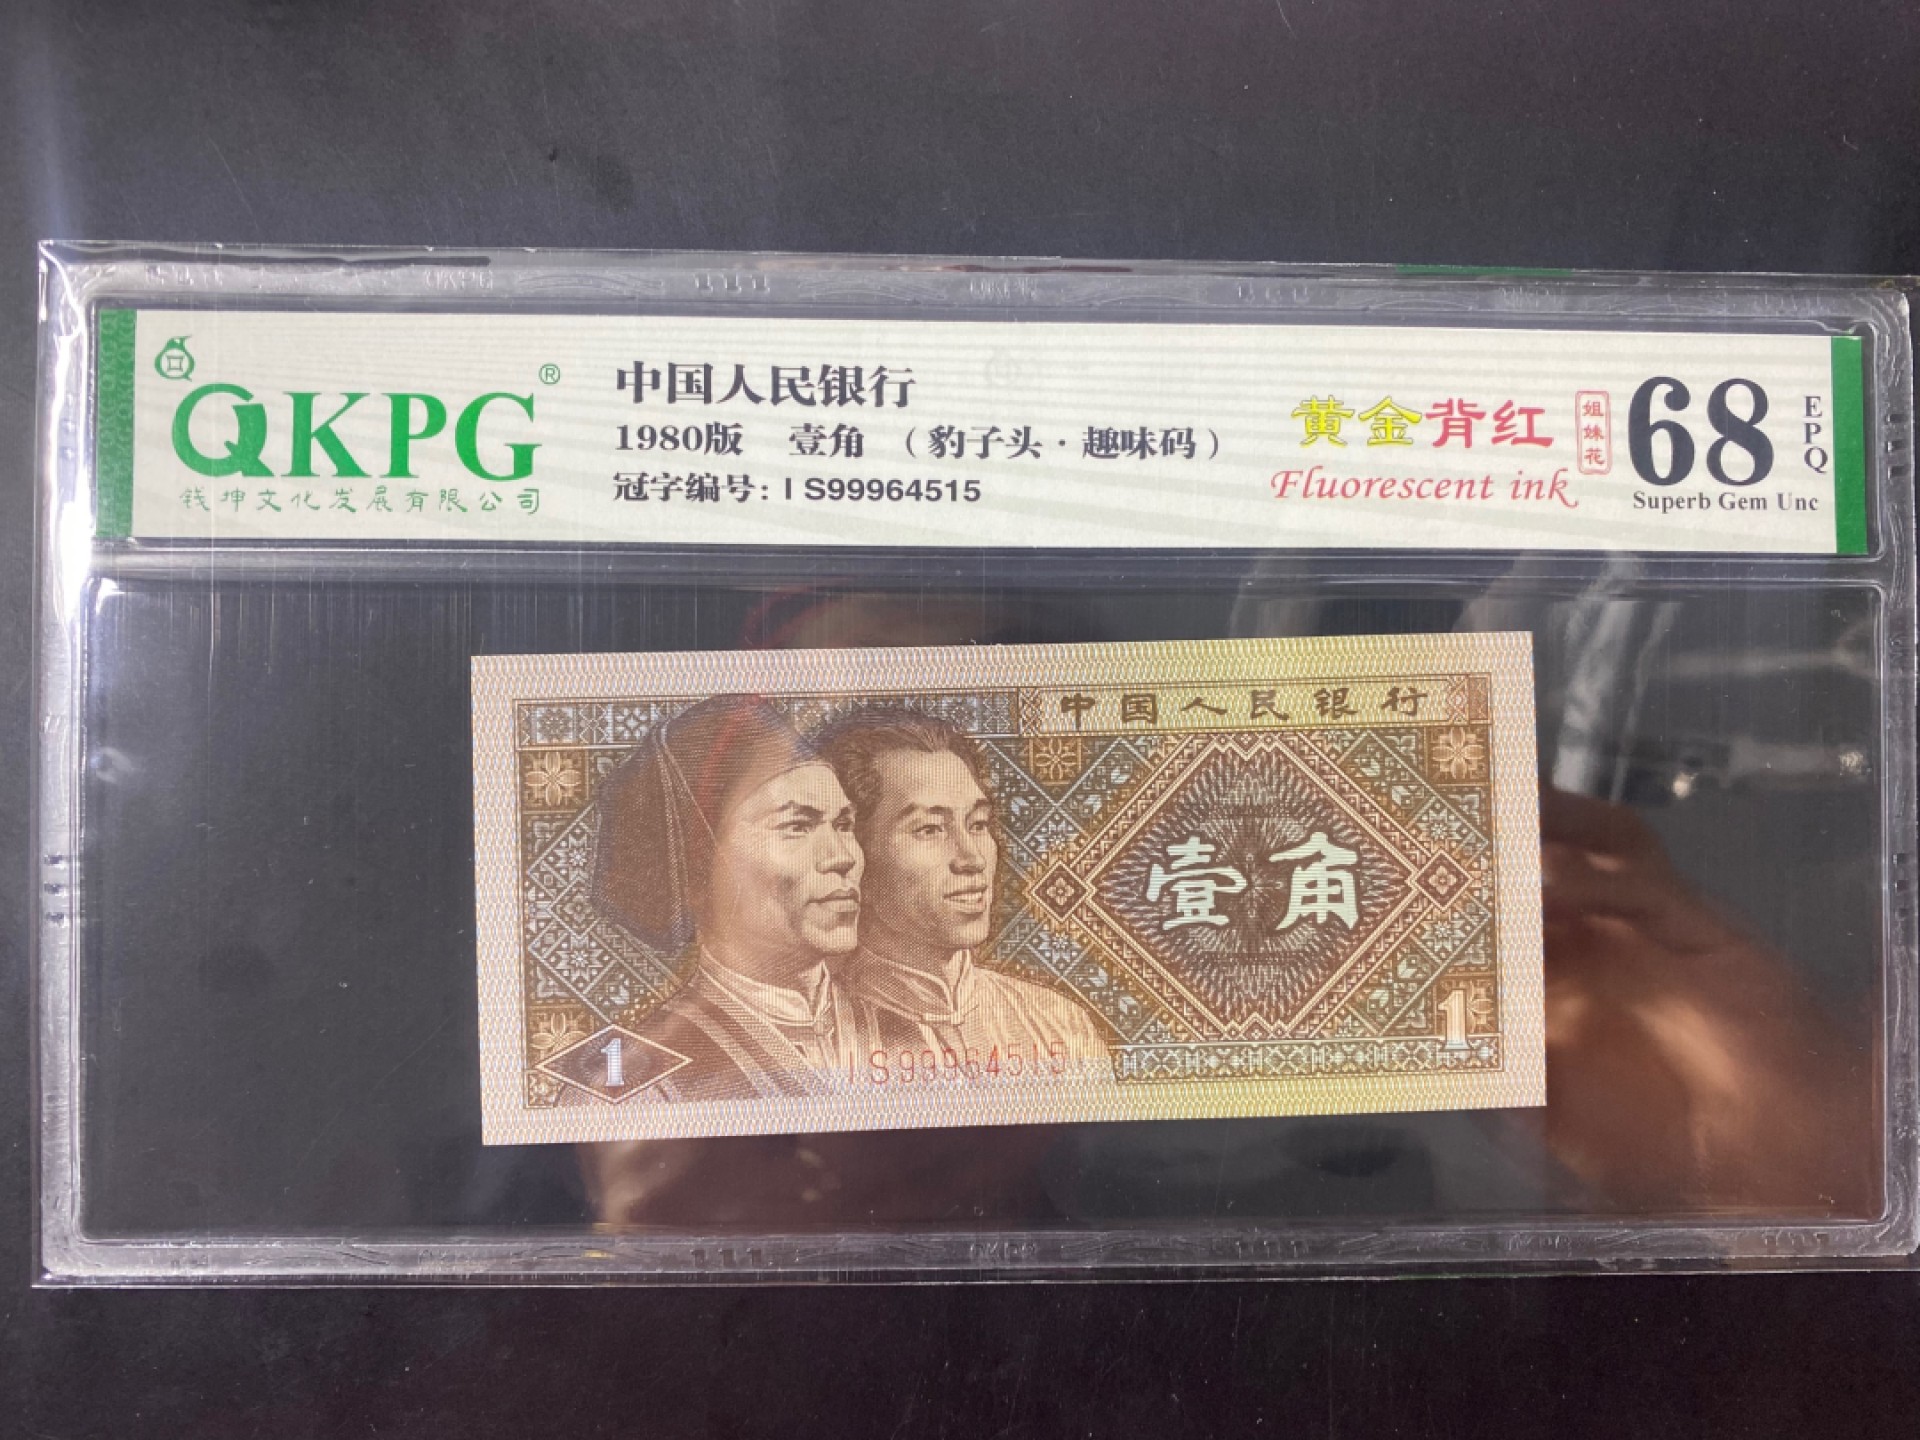 QKPG®
钱坤文化发展有限公司
中国人民银行
1980版 壹角 （豹子头·趣味码）
冠字编号: I S99964515
黄金背红
姐妹花
Fluorescent ink
68
EPQ
Superb Gem Unc
中国人民银行
壹角
1
1
I S99964515